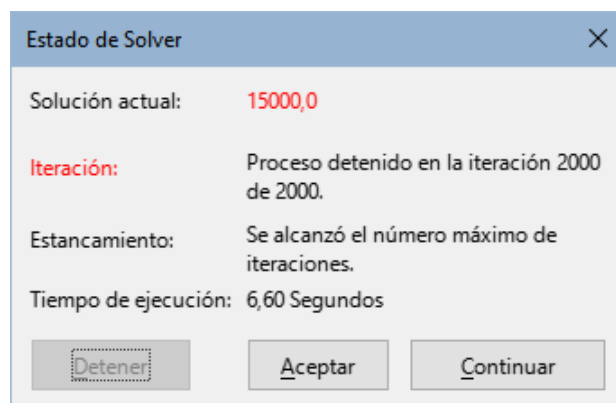 Estado de Solver
Solución actual: 15000,0
Iteración: Proceso detenido en la iteración 2000
de 2000.
Estancamiento: Se alcanzó el número máximo de
iteraciones.
Tiempo de ejecución: 6,60 Segundos
Detener Aceptar Continuar